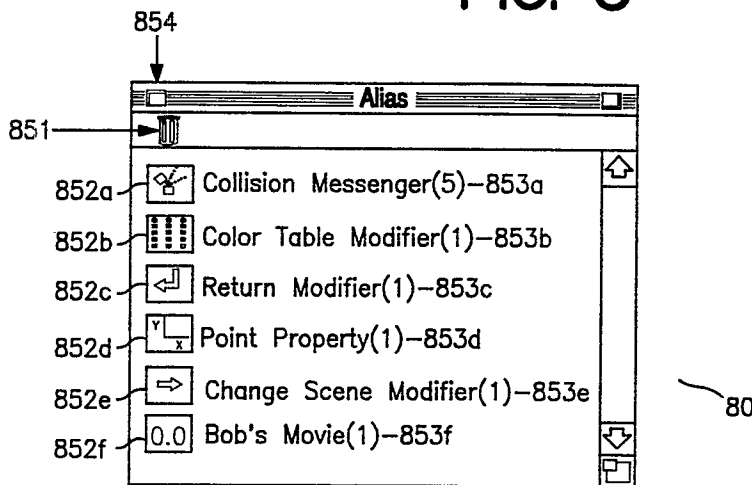 854
Alias
851
852a Collision Messenger(5)-853a
852b Color Table Modifier(1)-853b
852c Return Modifier(1)-853c
852d Y X Point Property(1)-853d
852e Change Scene Modifier(1)-853e
80
852f 0.0 Bob's Movie(1)-853f